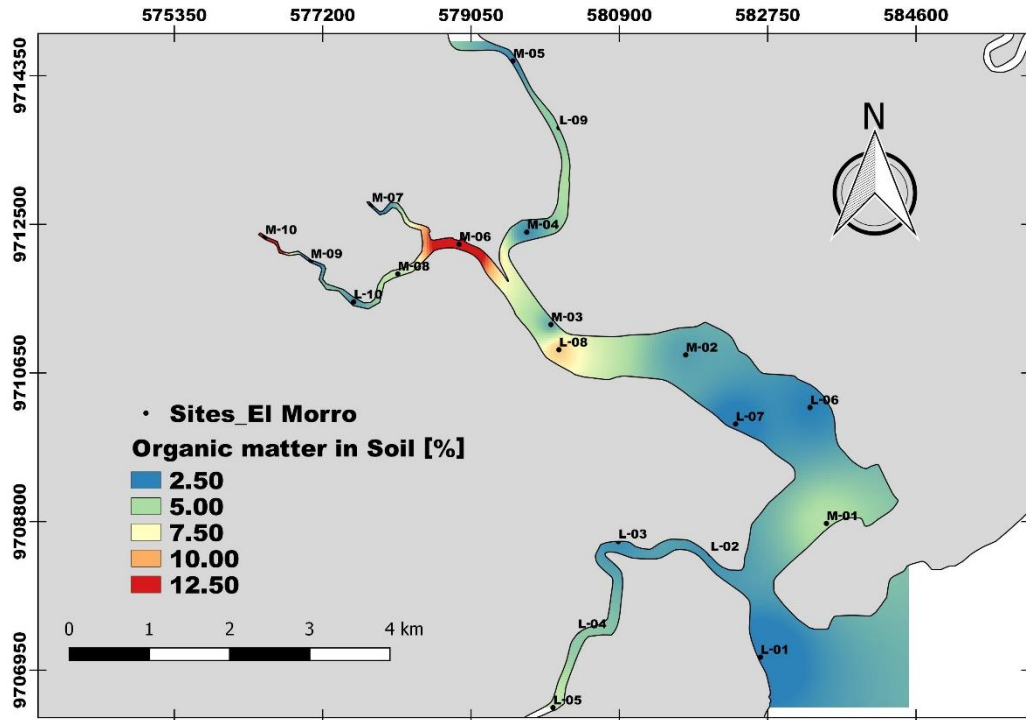 575350 577200 579050 580900 582750 584600
9714350
9712500
9710650
9708800
9706950
N
M-05
L-09
M-07
M-10
M-04
M-06
M-09
M-08
L-10
M-03
L-08
M-02
L-06
L-07
M-01
L-03
L-02
L-04
L-01
L-05
Sites_El Morro
Organic matter in Soil [%]
2.50
5.00
7.50
10.00
12.50
0 1 2 3 4 km